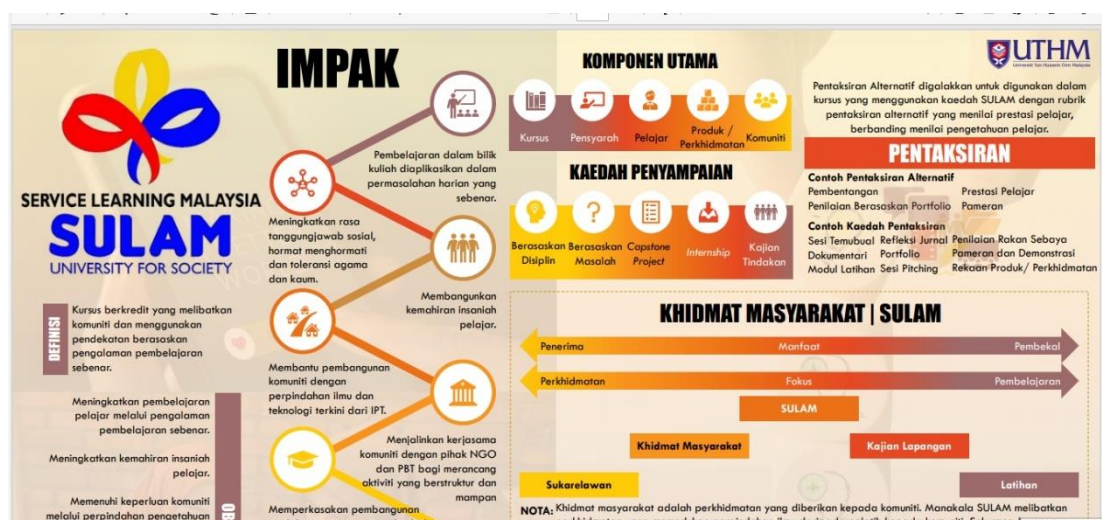 SERVICE LEARNING MALAYSIA
SULAM
UNIVERSITY FOR SOCIETY
DEFINISI
Kursus berkredit yang melibatkan
komuniti dan menggunakan
pendekatan berasaskan
pengalaman pembelajaran
sebenar.
Meningkatkan pembelajaran
pelajar melalui pengalaman
pembelajaran sebenar.
Meningkatkan kemahiran insaniah
pelajar.
Memenuhi keperluan komuniti
melalui perpindahan pengetahuan
IMPAK
Pembelajaran dalam bilik
kuliah diaplikasikan dalam
permasalahan harian yang
sebenar.
Meningkatkan rasa
tanggungjawab sosial,
hormat menghormati
dan toleransi agama
dan kaum.
Membangunkan
kemahiran insaniah
pelajar.
Membantu pembangunan
komuniti dengan
perpindahan ilmu dan
teknologi terkini dari IPT.
Menjalinkan kerjasama
komuniti dengan pihak NGO
dan PBT bagi merancang
aktiviti yang berstruktur dan
mampan
Memperkasakan pembangunan
KOMPONEN UTAMA
Kursus
Pensyarah
Pelajar
Produk /
Perkhidmatan
Komuniti
KAEDAH PENYAMPAIAN
Berasaskan
Disiplin
Berasaskan
Masalah
Capstone
Project
Internship
Kajian
Tindakan
UTHM
Universiti Tun Hussein Onn Malaysia
Pentaksiran Alternatif digalakkan untuk digunakan dalam
kursus yang menggunakan kaedah SULAM dengan rubrik
pentaksiran alternatif yang menilai prestasi pelajar,
berbanding menilai pengetahuan pelajar.
PENTAKSIRAN
Contoh Pentaksiran Alternatif
Pembentangan Prestasi Pelajar
Penilaian Berasaskan Portfolio Pameran
Contoh Kaedah Pentaksiran
Sesi Temubual Refleksi Jurnal Penilaian Rakan Sebaya
Dokumentari Portfolio Pameran dan Demonstrasi
Modul Latihan Sesi Pitching Rekaan Produk/ Perkhidmatan
KHIDMAT MASYARAKAT | SULAM
Penerima Manfaat Pembekal
Perkhidmatan Fokus Pembelajaran
SULAM
Khidmat Masyarakat Kajian Lapangan
Sukarelawan Latihan
NOTA: Khidmat masyarakat adalah perkhidmatan yang diberikan kepada komuniti. Manakala SULAM melibatkan